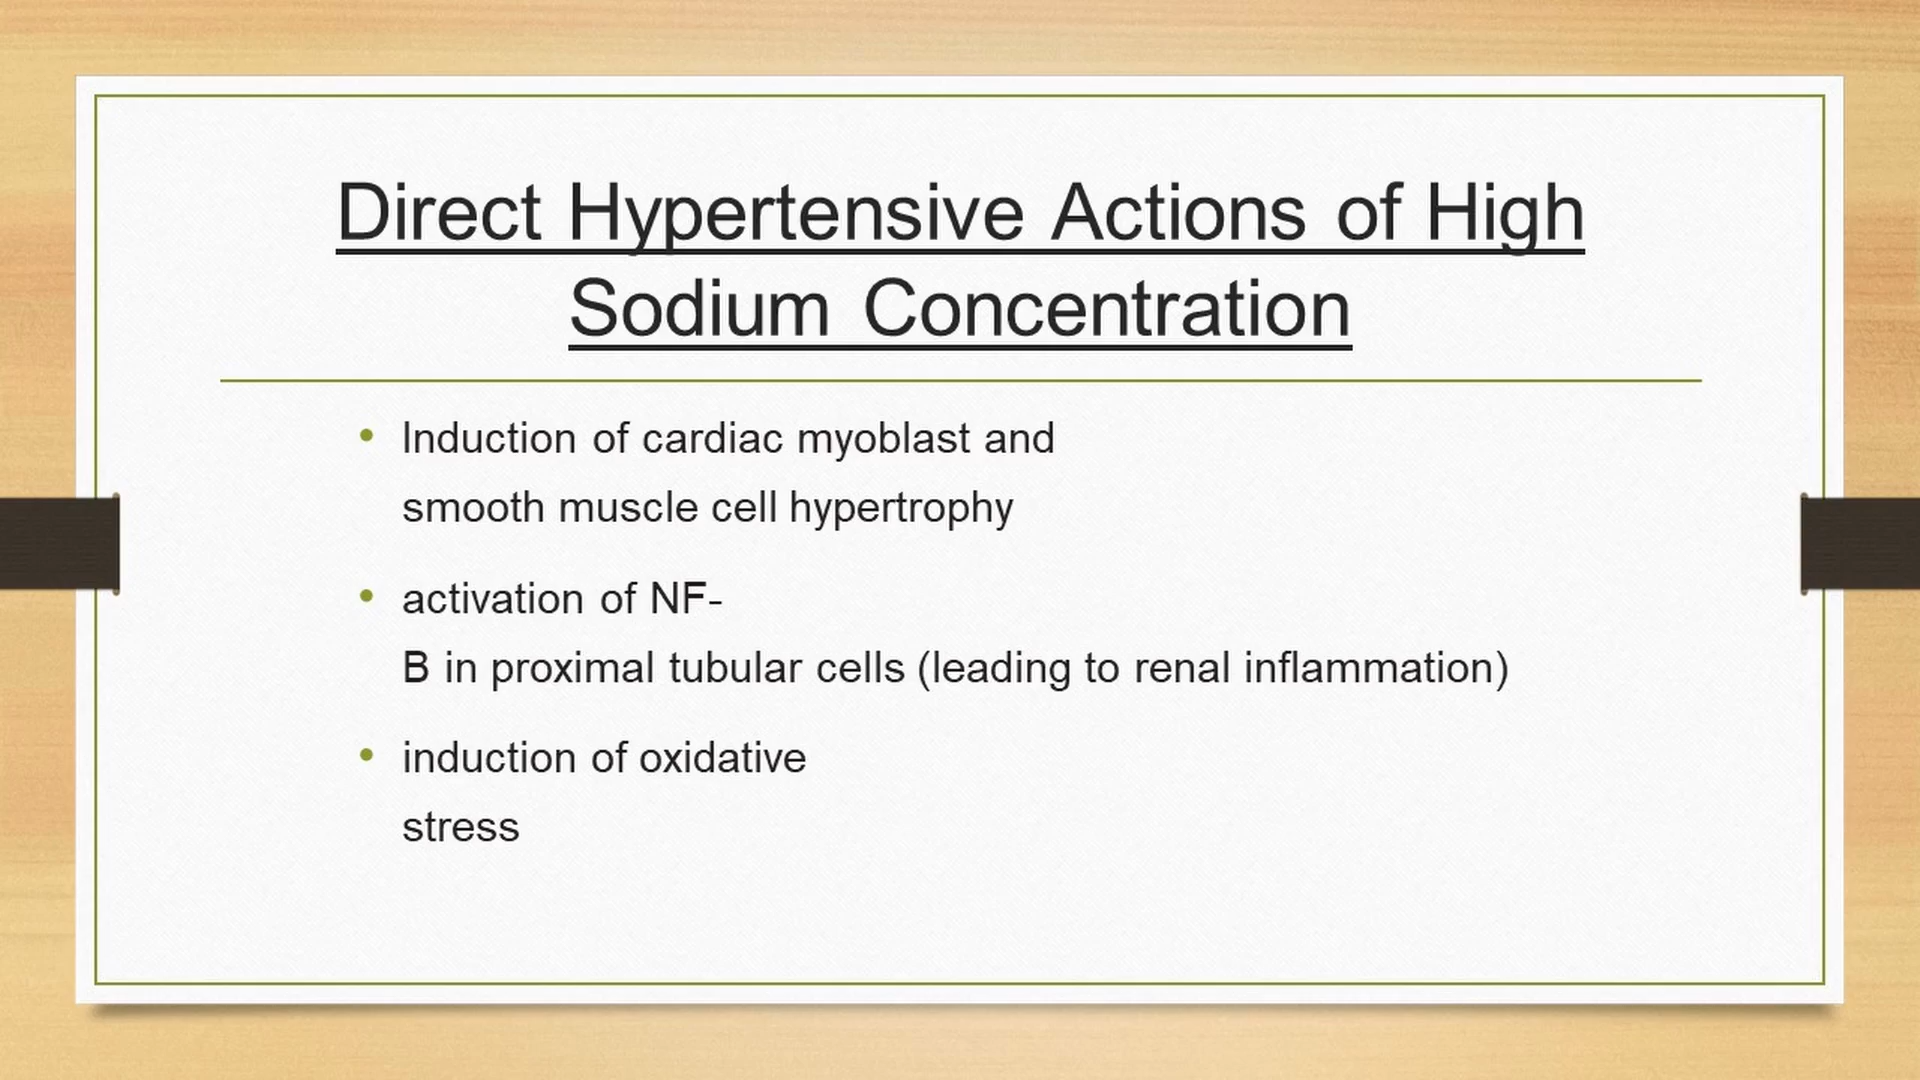 Direct Hypertensive Actions of High
Sodium Concentration
• Induction of cardiac myoblast and
smooth muscle cell hypertrophy
• activation of NF-
B in proximal tubular cells (leading to renal inflammation)
• induction of oxidative
stress